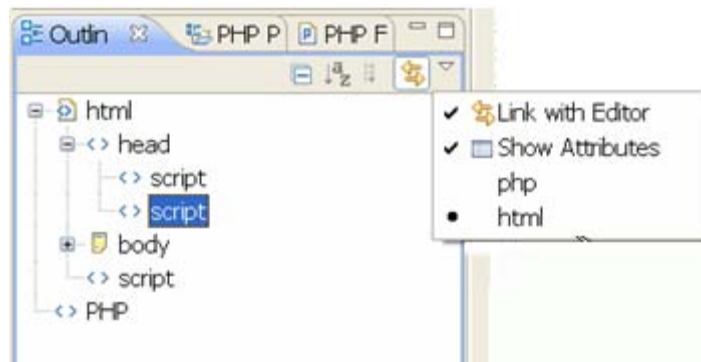 Outlin PHP P PHP F
a z
html
head
script
script
body
script
PHP
Link with Editor
Show Attributes
php
html